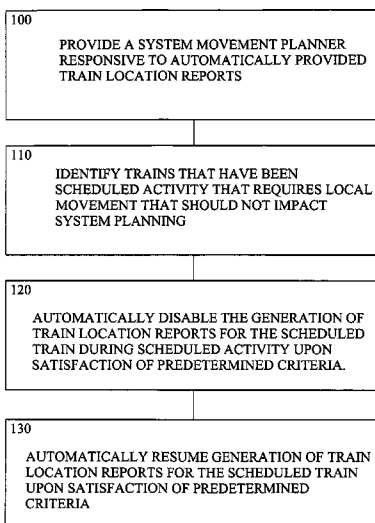 100
PROVIDE A SYSTEM MOVEMENT PLANNER
RESPONSIVE TO AUTOMATICALLY PROVIDED
TRAIN LOCATION REPORTS
110
IDENTIFY TRAINS THAT HAVE BEEN
SCHEDULED ACTIVITY THAT REQUIRES LOCAL
MOVEMENT THAT SHOULD NOT IMPACT
SYSTEM PLANNING
120
AUTOMATICALLY DISABLE THE GENERATION OF
TRAIN LOCATION REPORTS FOR THE SCHEDULED
TRAIN DURING SCHEDULED ACTIVITY UPON
SATISFACTION OF PREDETERMINED CRITERIA.
130
AUTOMATICALLY RESUME GENERATION OF TRAIN
LOCATION REPORTS FOR THE SCHEDULED TRAIN
UPON SATISFACTION OF PREDETERMINED
CRITERIA